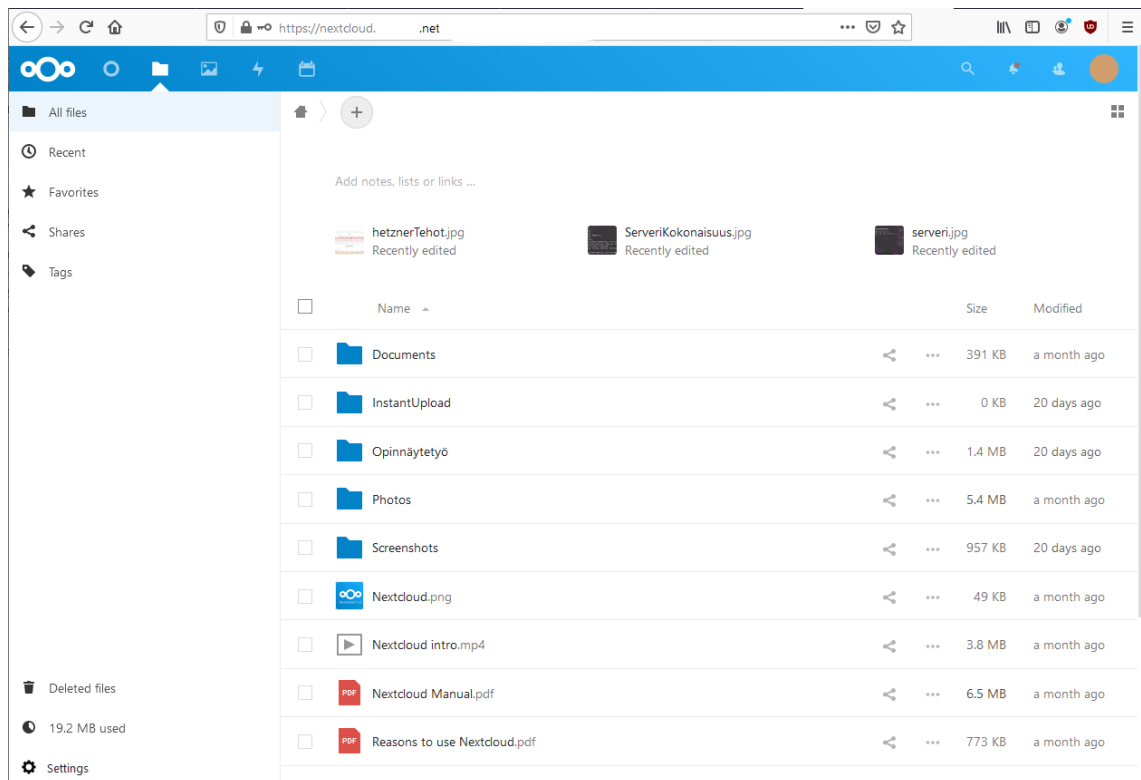 https://nextcloud. .net
All files
Recent
Favorites
Shares
Tags
Add notes, lists or links ...
hetznerTehot.jpg
Recently edited
ServeriKokonaisuus.jpg
Recently edited
serveri.jpg
Recently edited
Name Size Modified
Documents 391 KB a month ago
InstantUpload 0 KB 20 days ago
Opinnäytetyö 1.4 MB 20 days ago
Photos 5.4 MB a month ago
Screenshots 957 KB 20 days ago
Nextcloud.png 49 KB a month ago
Nextcloud intro.mp4 3.8 MB a month ago
PDF Nextcloud Manual.pdf 6.5 MB a month ago
PDF Reasons to use Nextcloud.pdf 773 KB a month ago
Deleted files
19.2 MB used
Settings